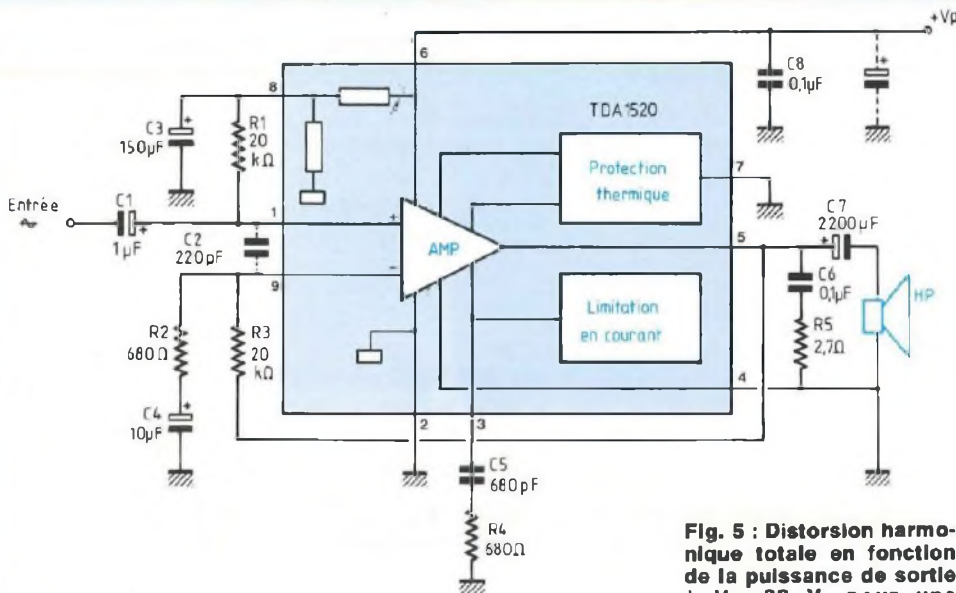 +Vp
6
C8
0,1µF
8
TDA1520
C3
150µF
R1
20
kΩ
Protection
thermique
7
Entrée
C1
1µF
1
C2
220pF
AMP.
5
C7
2200µF
9
C6
0,1µF
HP
R2
680Ω
R3
20
kΩ
Limitation
en courant
R5
2,7Ω
4
C4
10µF
2
3
C5
680pF
R4
680Ω
Fig. 5 : Distorsion harmo-
nique totale en fonction
de la puissance de sortie